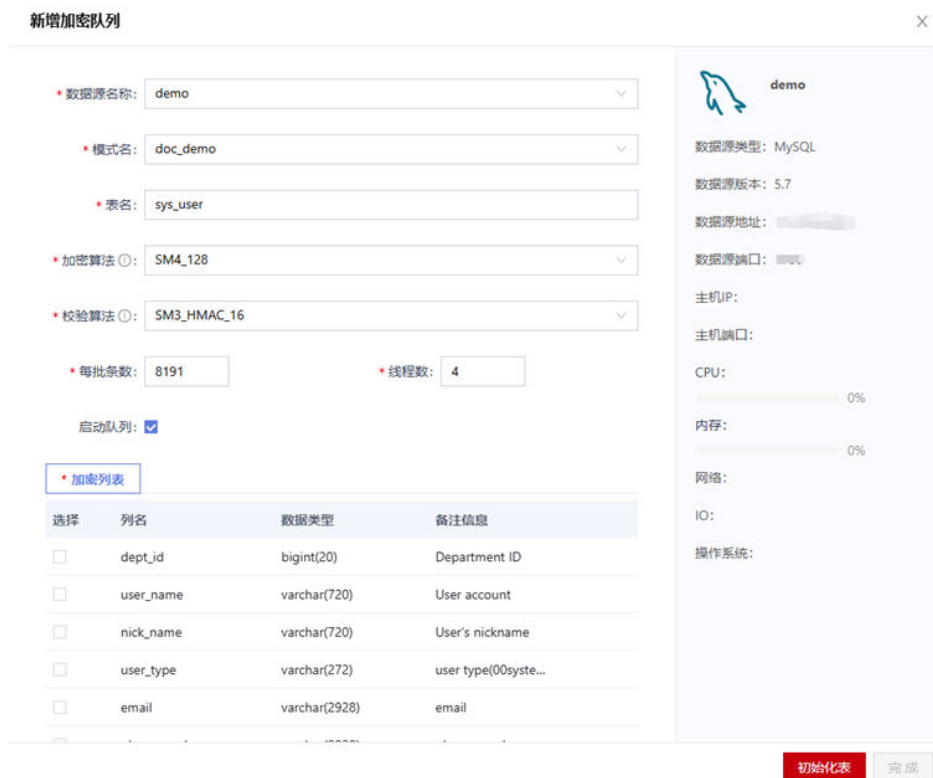 新增加密队列
* 数据源名称: demo
* 模式名: doc_demo
* 表名: sys_user
* 加密算法 ⓘ: SM4_128
* 校验算法 ⓘ: SM3_HMAC_16
* 每批条数: 8191 * 线程数: 4
启动队列:
* 加密列表
选择 列名 数据类型 备注信息
dept_id bigint(20) Department ID
user_name varchar(720) User account
nick_name varchar(720) User's nickname
user_type varchar(272) user type(00syste...
email varchar(2928) email
demo
数据源类型: MySQL
数据源版本: 5.7
数据源地址:
数据源端口:
主机IP:
主机端口:
CPU:
0%
内存:
0%
网络:
IO:
操作系统:
初始化表 完成